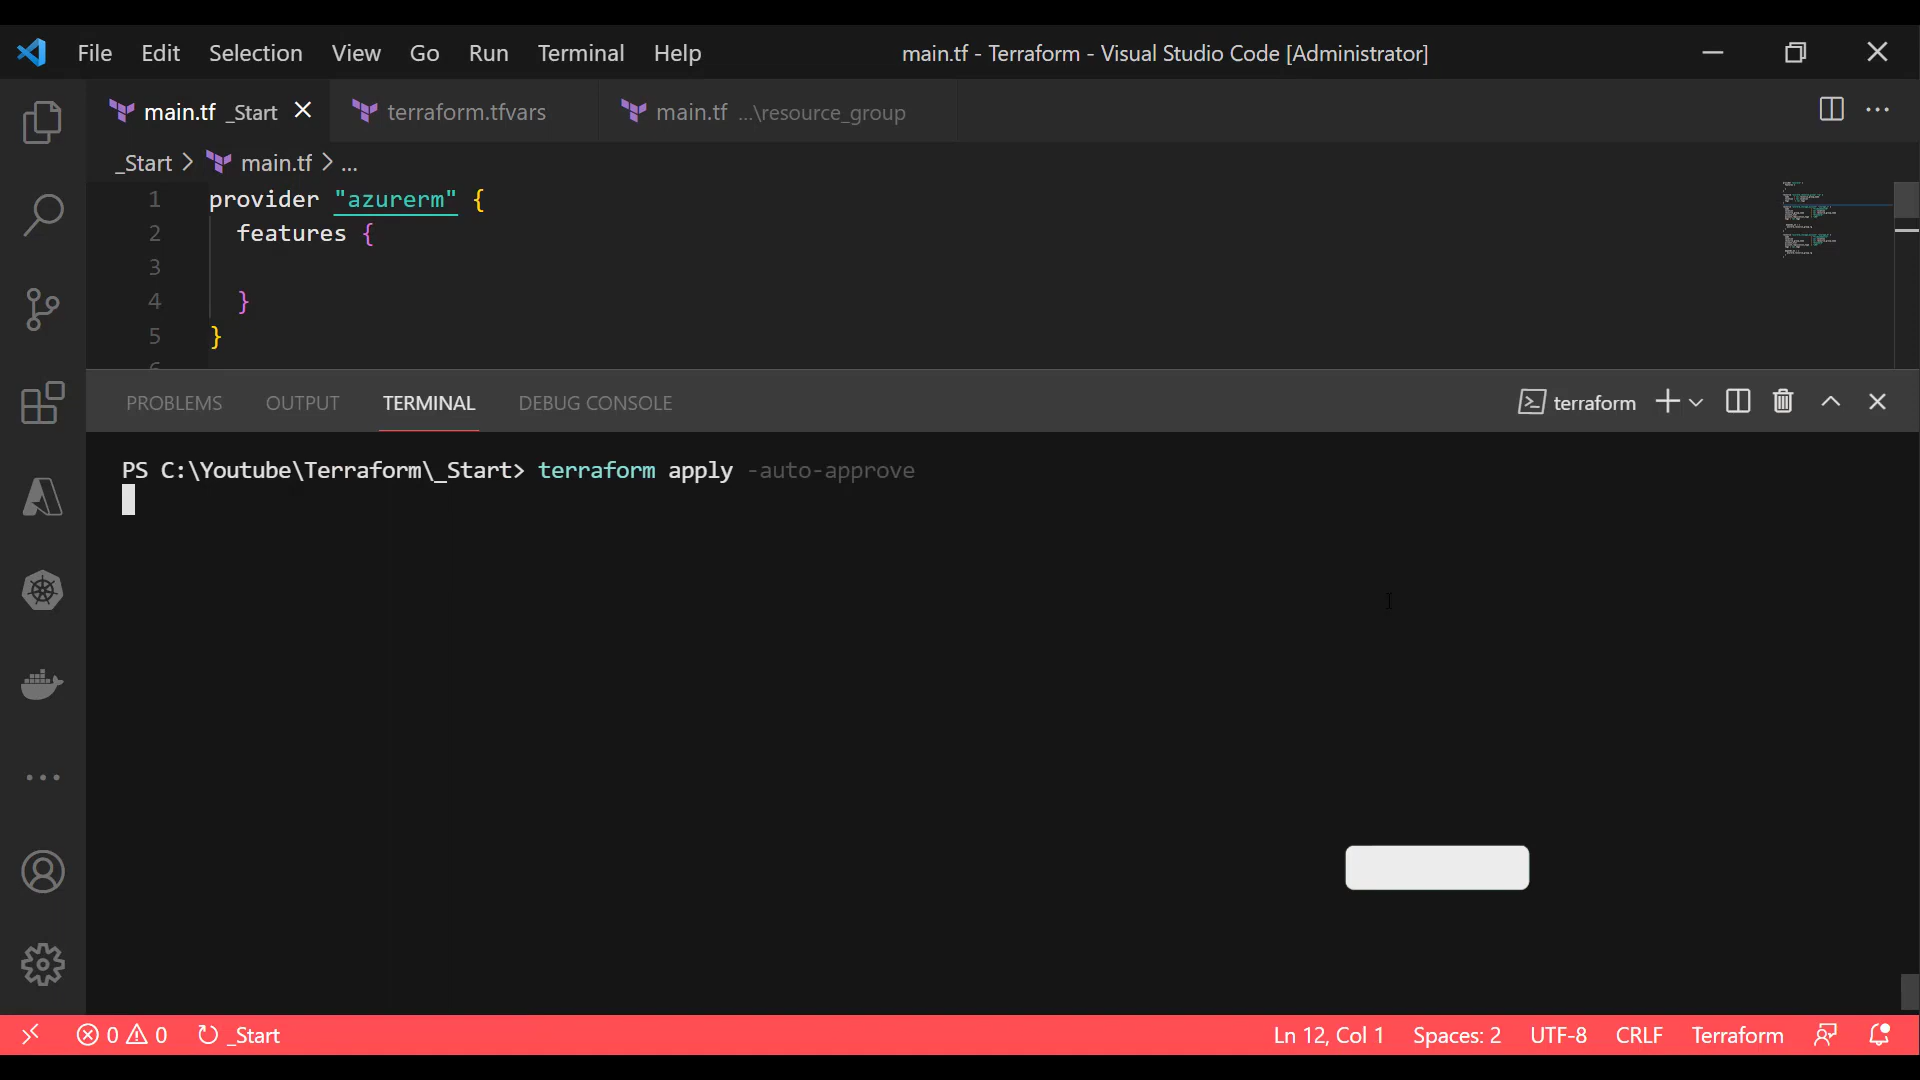 File Edit Selection View Go Run Terminal Help main.tf - Terraform - Visual Studio Code [Administrator]
main.tf _Start terraform.tfvars main.tf ...\resource_group
_Start > main.tf > ...
1 provider "azurerm" {
2 features {
3
4 }
5 }
6
PROBLEMS OUTPUT TERMINAL DEBUG CONSOLE terraform
PS C:\Youtube\Terraform\_Start> terraform apply -auto-approve
0 0 _Start Ln 12, Col 1 Spaces: 2 UTF-8 CRLF Terraform